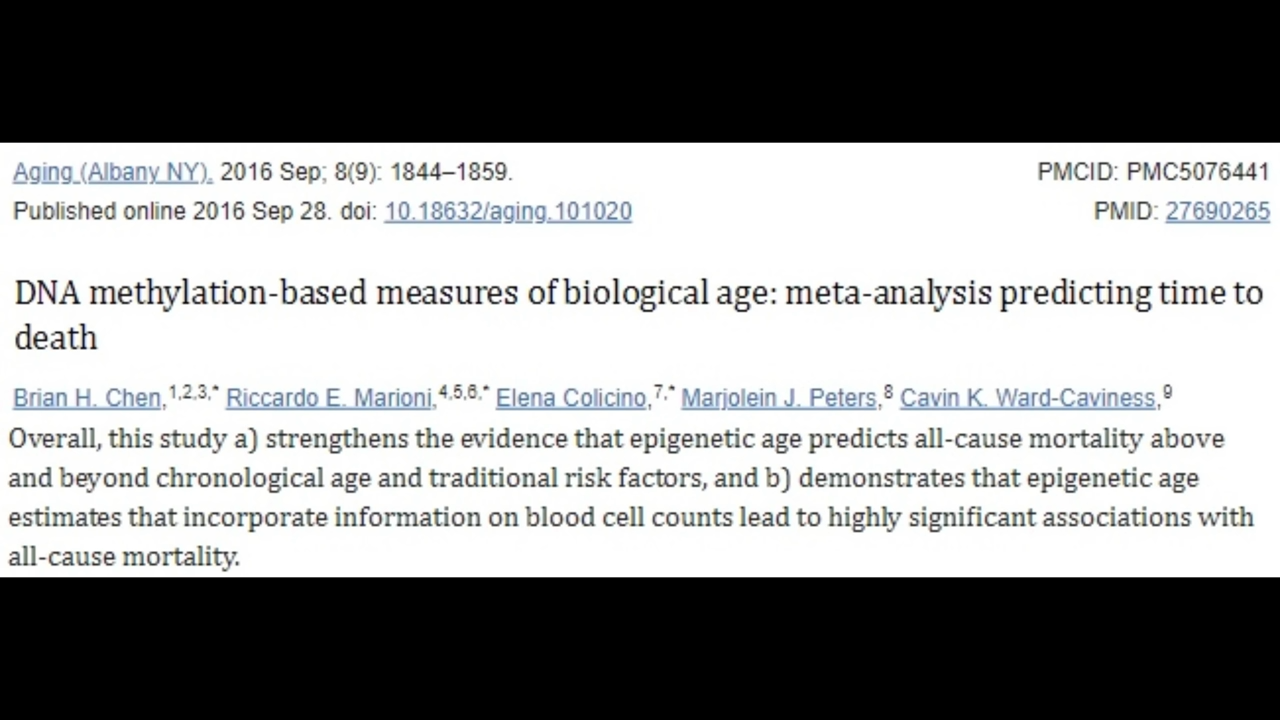 Aging (Albany NY). 2016 Sep; 8(9): 1844–1859.
PMCID: PMC5076441
Published online 2016 Sep 28. doi: 10.18632/aging.101020
PMID: 27690265
DNA methylation-based measures of biological age: meta-analysis predicting time to
death
Brian H. Chen,1,2,3,* Riccardo E. Marioni,4,5,6,* Elena Colicino,7,* Marjolein J. Peters,8 Cavin K. Ward-Caviness,9
Overall, this study a) strengthens the evidence that epigenetic age predicts all-cause mortality above
and beyond chronological age and traditional risk factors, and b) demonstrates that epigenetic age
estimates that incorporate information on blood cell counts lead to highly significant associations with
all-cause mortality.